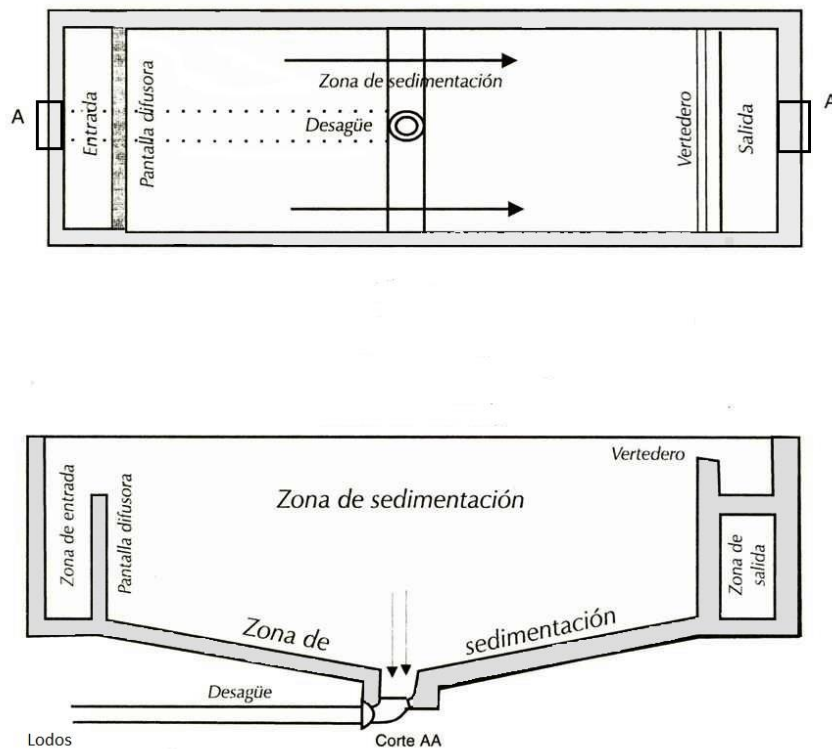 A
Entrada
Pantalla difusora
Zona de sedimentación
Desagüe
Vertedero
Salida
A
Zona de entrada
Pantalla difusora
Zona de sedimentación
Vertedero
Zona de
salida
Zona de
sedimentación
Desagüe
Lodos
Corte AA